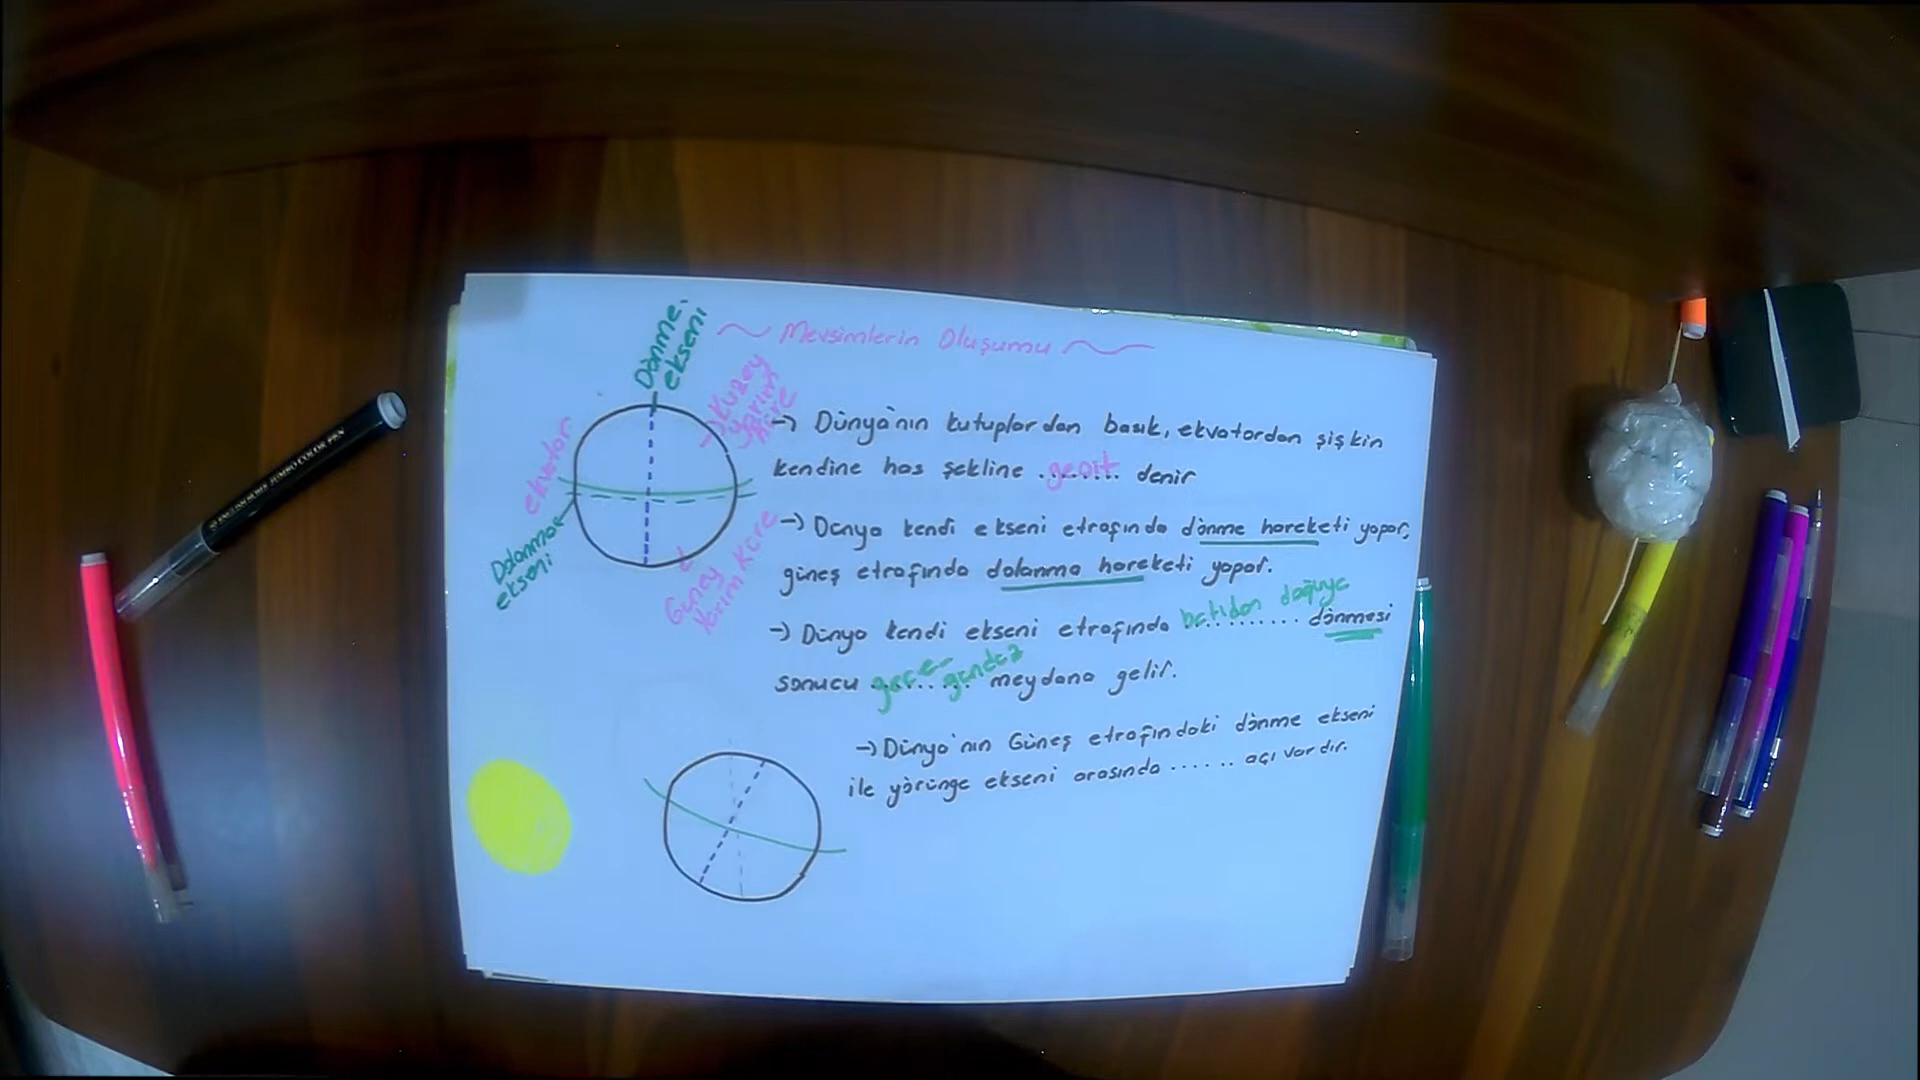 ~ Mevsimlerin Oluşumu ~
Dönme
ekseni
Kuzey
Yarım
Küre
ekvator
Dolanma
ekseni
Güney
Yarım Küre
→ Dünya'nın kutuplardan basık, ekvatordan şişkin
kendine has şekline ........ geoit denir
→ Dünya kendi ekseni etrafında dönme hareketi yapar,
güneş etrafında dolanma hareketi yapar.
→ Dünya kendi ekseni etrafında batıdan doğuya dönmesi
sonucu gece-gündüz meydana gelir.
→ Dünya'nın Güneş etrafındaki dönme ekseni
ile yörünge ekseni arasında ...... açı vardır.